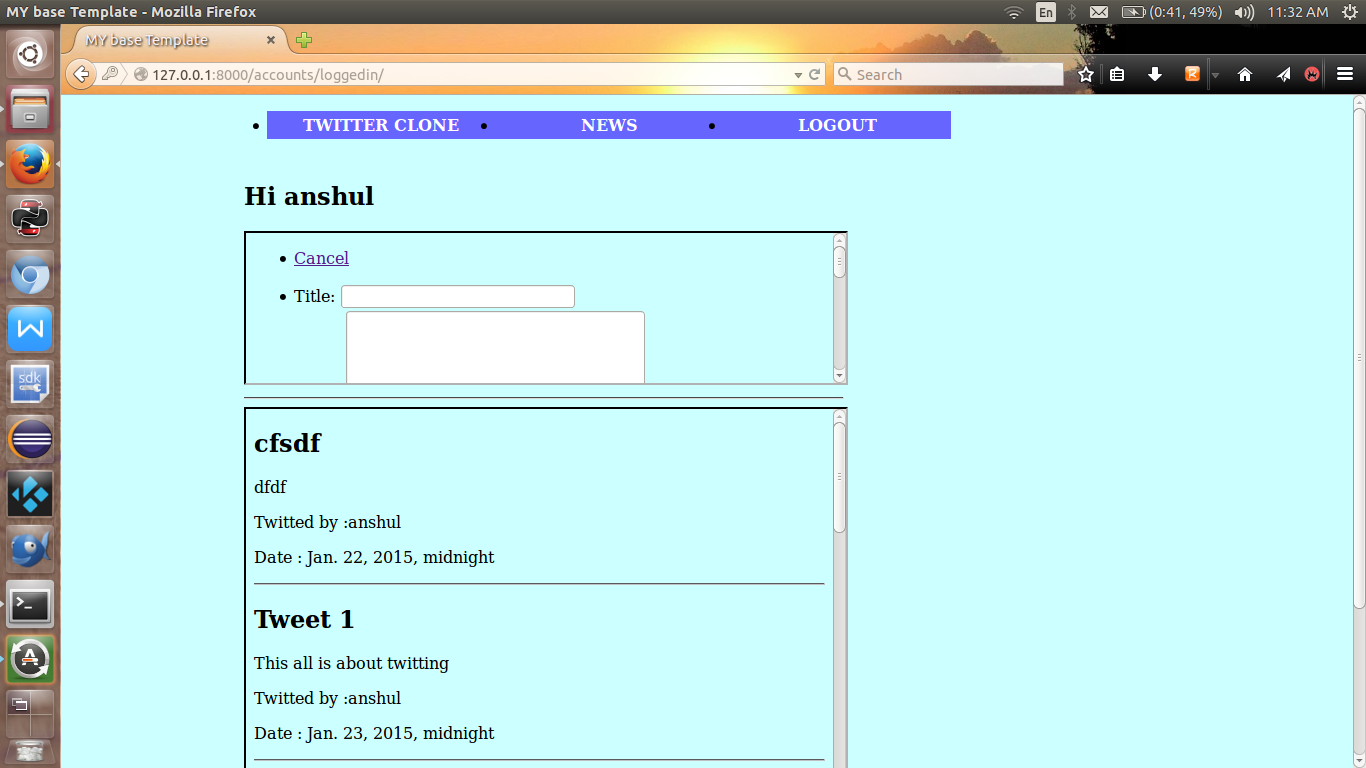 MY base Template - Mozilla Firefox
En
(0:41, 49%)
11:32 AM
MY base Template
127.0.0.1:8000/accounts/loggedin/
Search
TWITTER CLONE
NEWS
LOGOUT
Hi anshul
Cancel
Title:
cfsdf
dfdf
Twitted by :anshul
Date : Jan. 22, 2015, midnight
Tweet 1
This all is about twitting
Twitted by :anshul
Date : Jan. 23, 2015, midnight
sdk